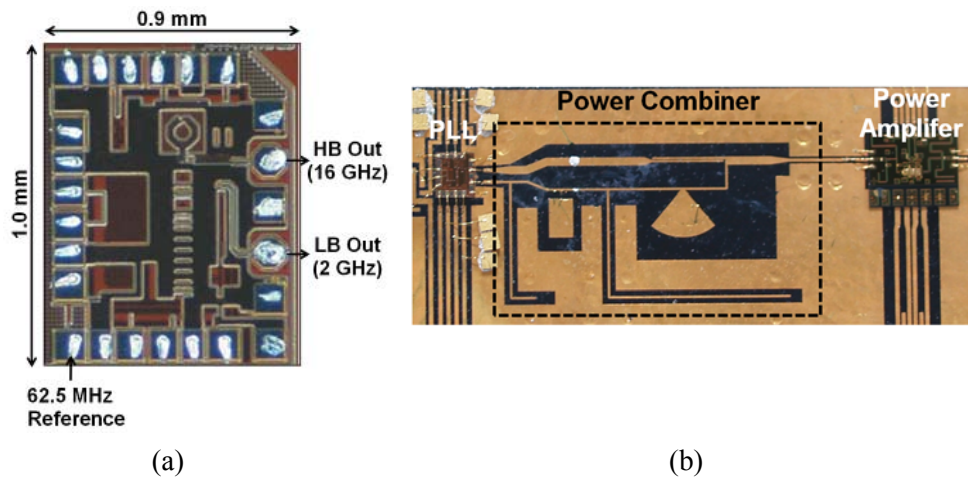 0.9 mm
1.0 mm
HB Out
(16 GHz)
LB Out
(2 GHz)
62.5 MHz
Reference
(a)
PLL
Power Combiner
Power
Amplifer
(b)